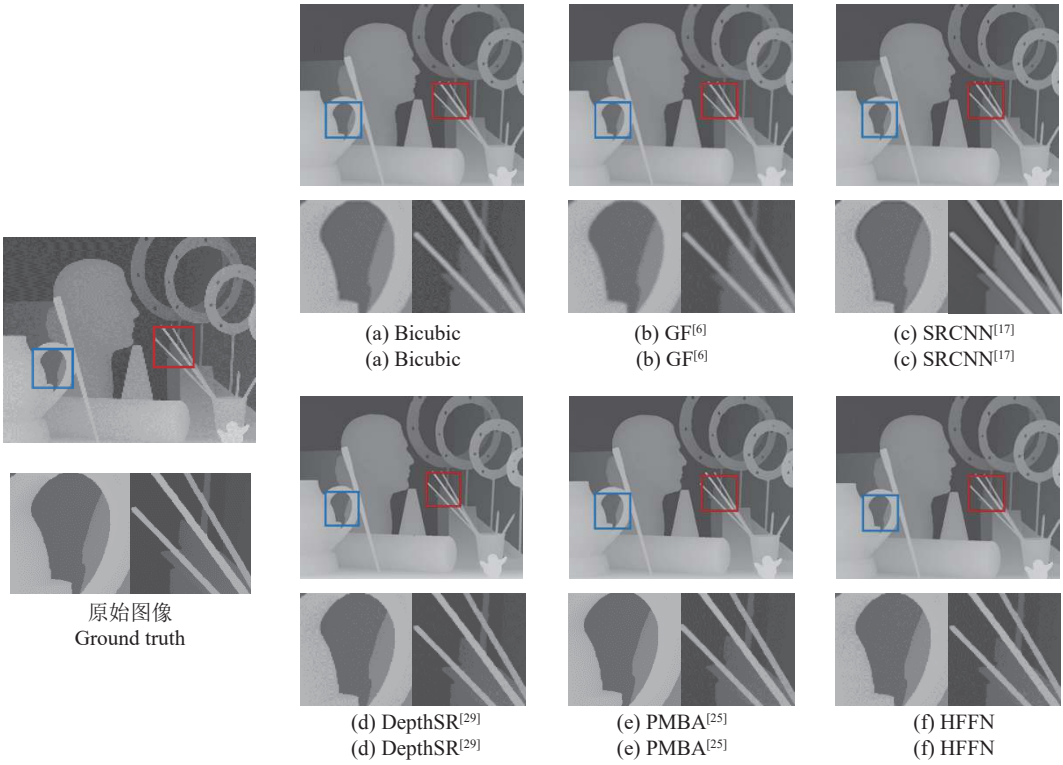 (a) Bicubic
(a) Bicubic
(b) GF[6]
(b) GF[6]
(c) SRCNN[17]
(c) SRCNN[17]
原始图像
Ground truth
(d) DepthSR[29]
(d) DepthSR[29]
(e) PMBA[25]
(e) PMBA[25]
(f) HFFN
(f) HFFN